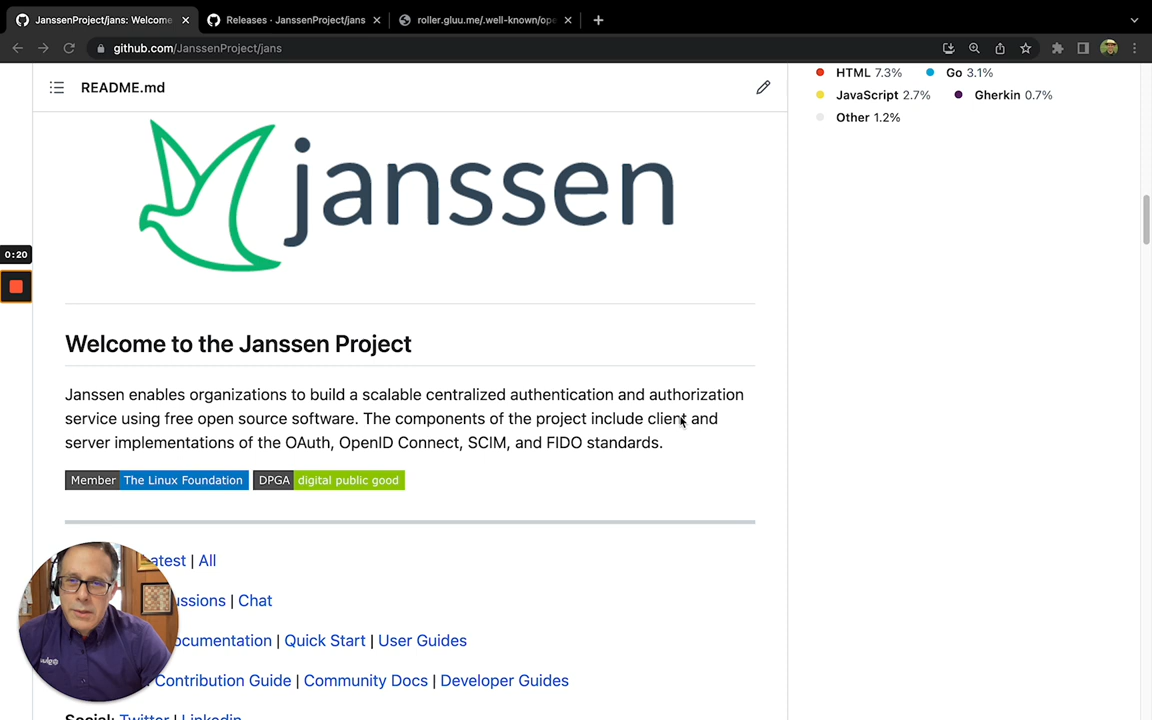 JanssenProject/jans: Welcome
Releases · JanssenProject/jans
roller.gluu.me/.well-known/ope
github.com/JanssenProject/jans
README.md
HTML 7.3%
Go 3.1%
JavaScript 2.7%
Gherkin 0.7%
Other 1.2%
janssen
0:20
Welcome to the Janssen Project
Janssen enables organizations to build a scalable centralized authentication and authorization
service using free open source software. The components of the project include client and
server implementations of the OAuth, OpenID Connect, SCIM, and FIDO standards.
Member The Linux Foundation DPGA digital public good
atest | All
ussions | Chat
ocumentation | Quick Start | User Guides
Contribution Guide | Community Docs | Developer Guides
Social: Twitter | Linkedin